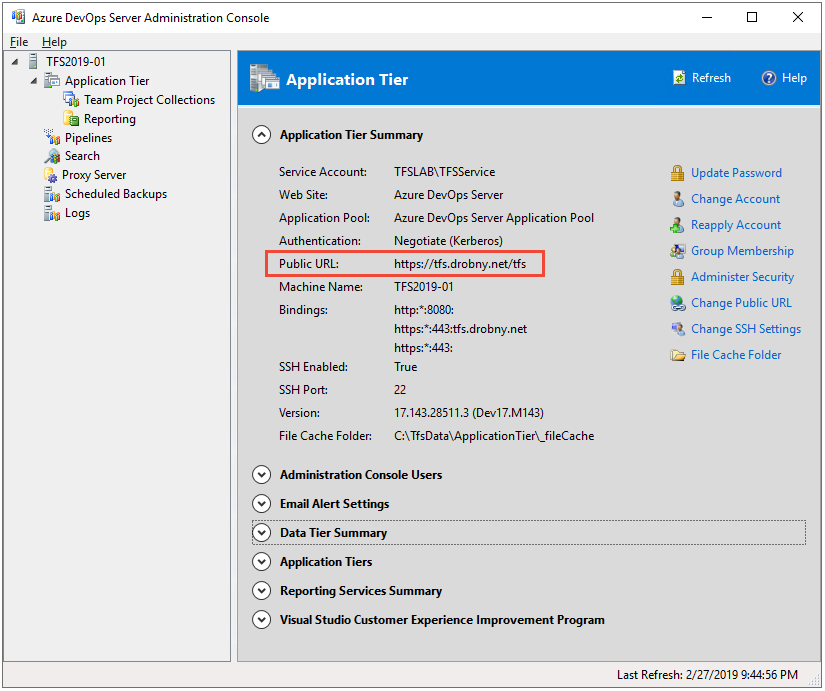 Azure DevOps Server Administration Console
File Help
TFS2019-01
Application Tier
Team Project Collections
Reporting
Pipelines
Search
Proxy Server
Scheduled Backups
Logs
Application Tier
Refresh Help
Application Tier Summary
Service Account: TFSLAB\TFSService
Web Site: Azure DevOps Server
Application Pool: Azure DevOps Server Application Pool
Authentication: Negotiate (Kerberos)
Public URL: https://tfs.drobny.net/tfs
Machine Name: TFS2019-01
Bindings: http:*:8080:
https:*:443:tfs.drobny.net
https:*:443:
SSH Enabled: True
SSH Port: 22
Version: 17.143.28511.3 (Dev17.M143)
File Cache Folder: C:\TfsData\ApplicationTier\_fileCache
Update Password
Change Account
Reapply Account
Group Membership
Administer Security
Change Public URL
Change SSH Settings
File Cache Folder
Administration Console Users
Email Alert Settings
Data Tier Summary
Application Tiers
Reporting Services Summary
Visual Studio Customer Experience Improvement Program
Last Refresh: 2/27/2019 9:44:56 PM